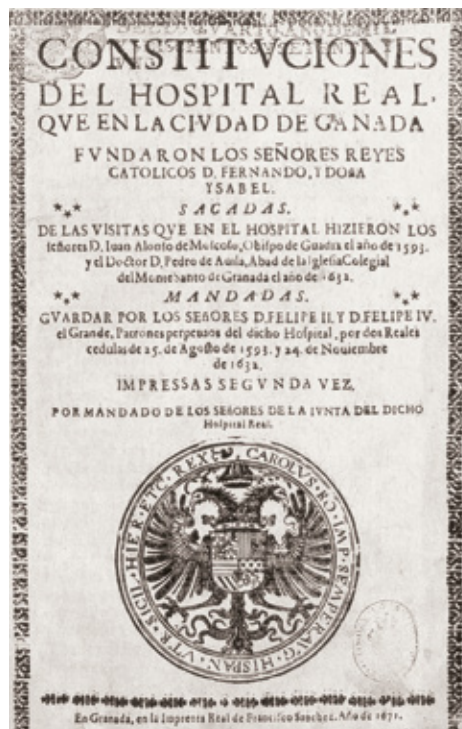 CONSTITVCIONES
DEL HOSPITAL REAL.
QVE EN LA CIVDAD DE GRANADA
FVNDARON LOS SEÑORES REYES
CATOLICOS D. FERNANDO, Y DOÑA
YSABEL.
SACADAS.
DE LAS VISITAS QVE EN EL HOSPITAL HIZIERON LOS
señores D. Iuan Alonso de Moscoso, Obispo de Guadix el año de 1593.
y el Doctor D. Pedro de Auila, Abad de la Iglesia Colegial
del Monte Santo de Granada el año de 1632.
MANDADAS.
GVARDAR POR LOS SEÑORES D. FELIPE II. Y D. FELIPE IV.
el Grande, Patrones perpetuos del dicho Hospital, por dos Reales
cedulas de 25. de Agosto de 1593. y 24. de Nouiembre
de 1632.
IMPRESSAS SEGVNDA VEZ.
POR MANDADO DE LOS SEÑORES DE LA IVNTA DEL DICHO
Hospital Real.
CAROLVS·RO·IMP·SEMPER·AVG·HISPAN·VTR·SICIL·HIER·ETC·REX
En Granada, en la Imprenta Real de Francisco Sanchez. Año de 1671.